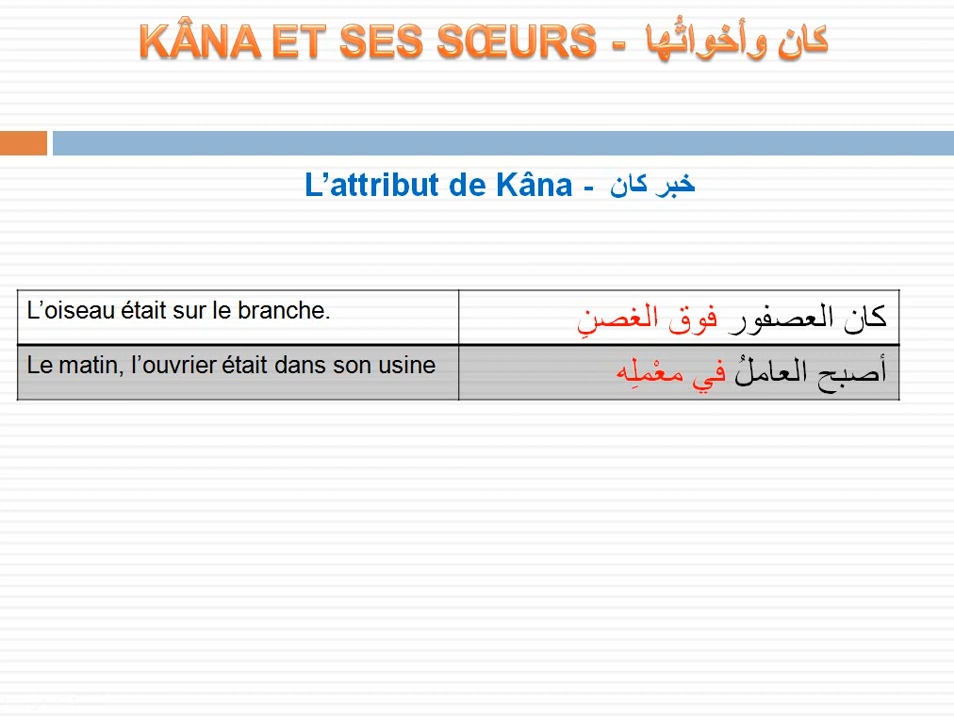 KÂNA ET SES SŒURS - كان وأخواتُها
L’attribut de Kâna - خبر كان
L’oiseau était sur le branche.
كان العصفور فوق الغصنِ
Le matin, l’ouvrier était dans son usine
أصبح العاملُ في معْملِه